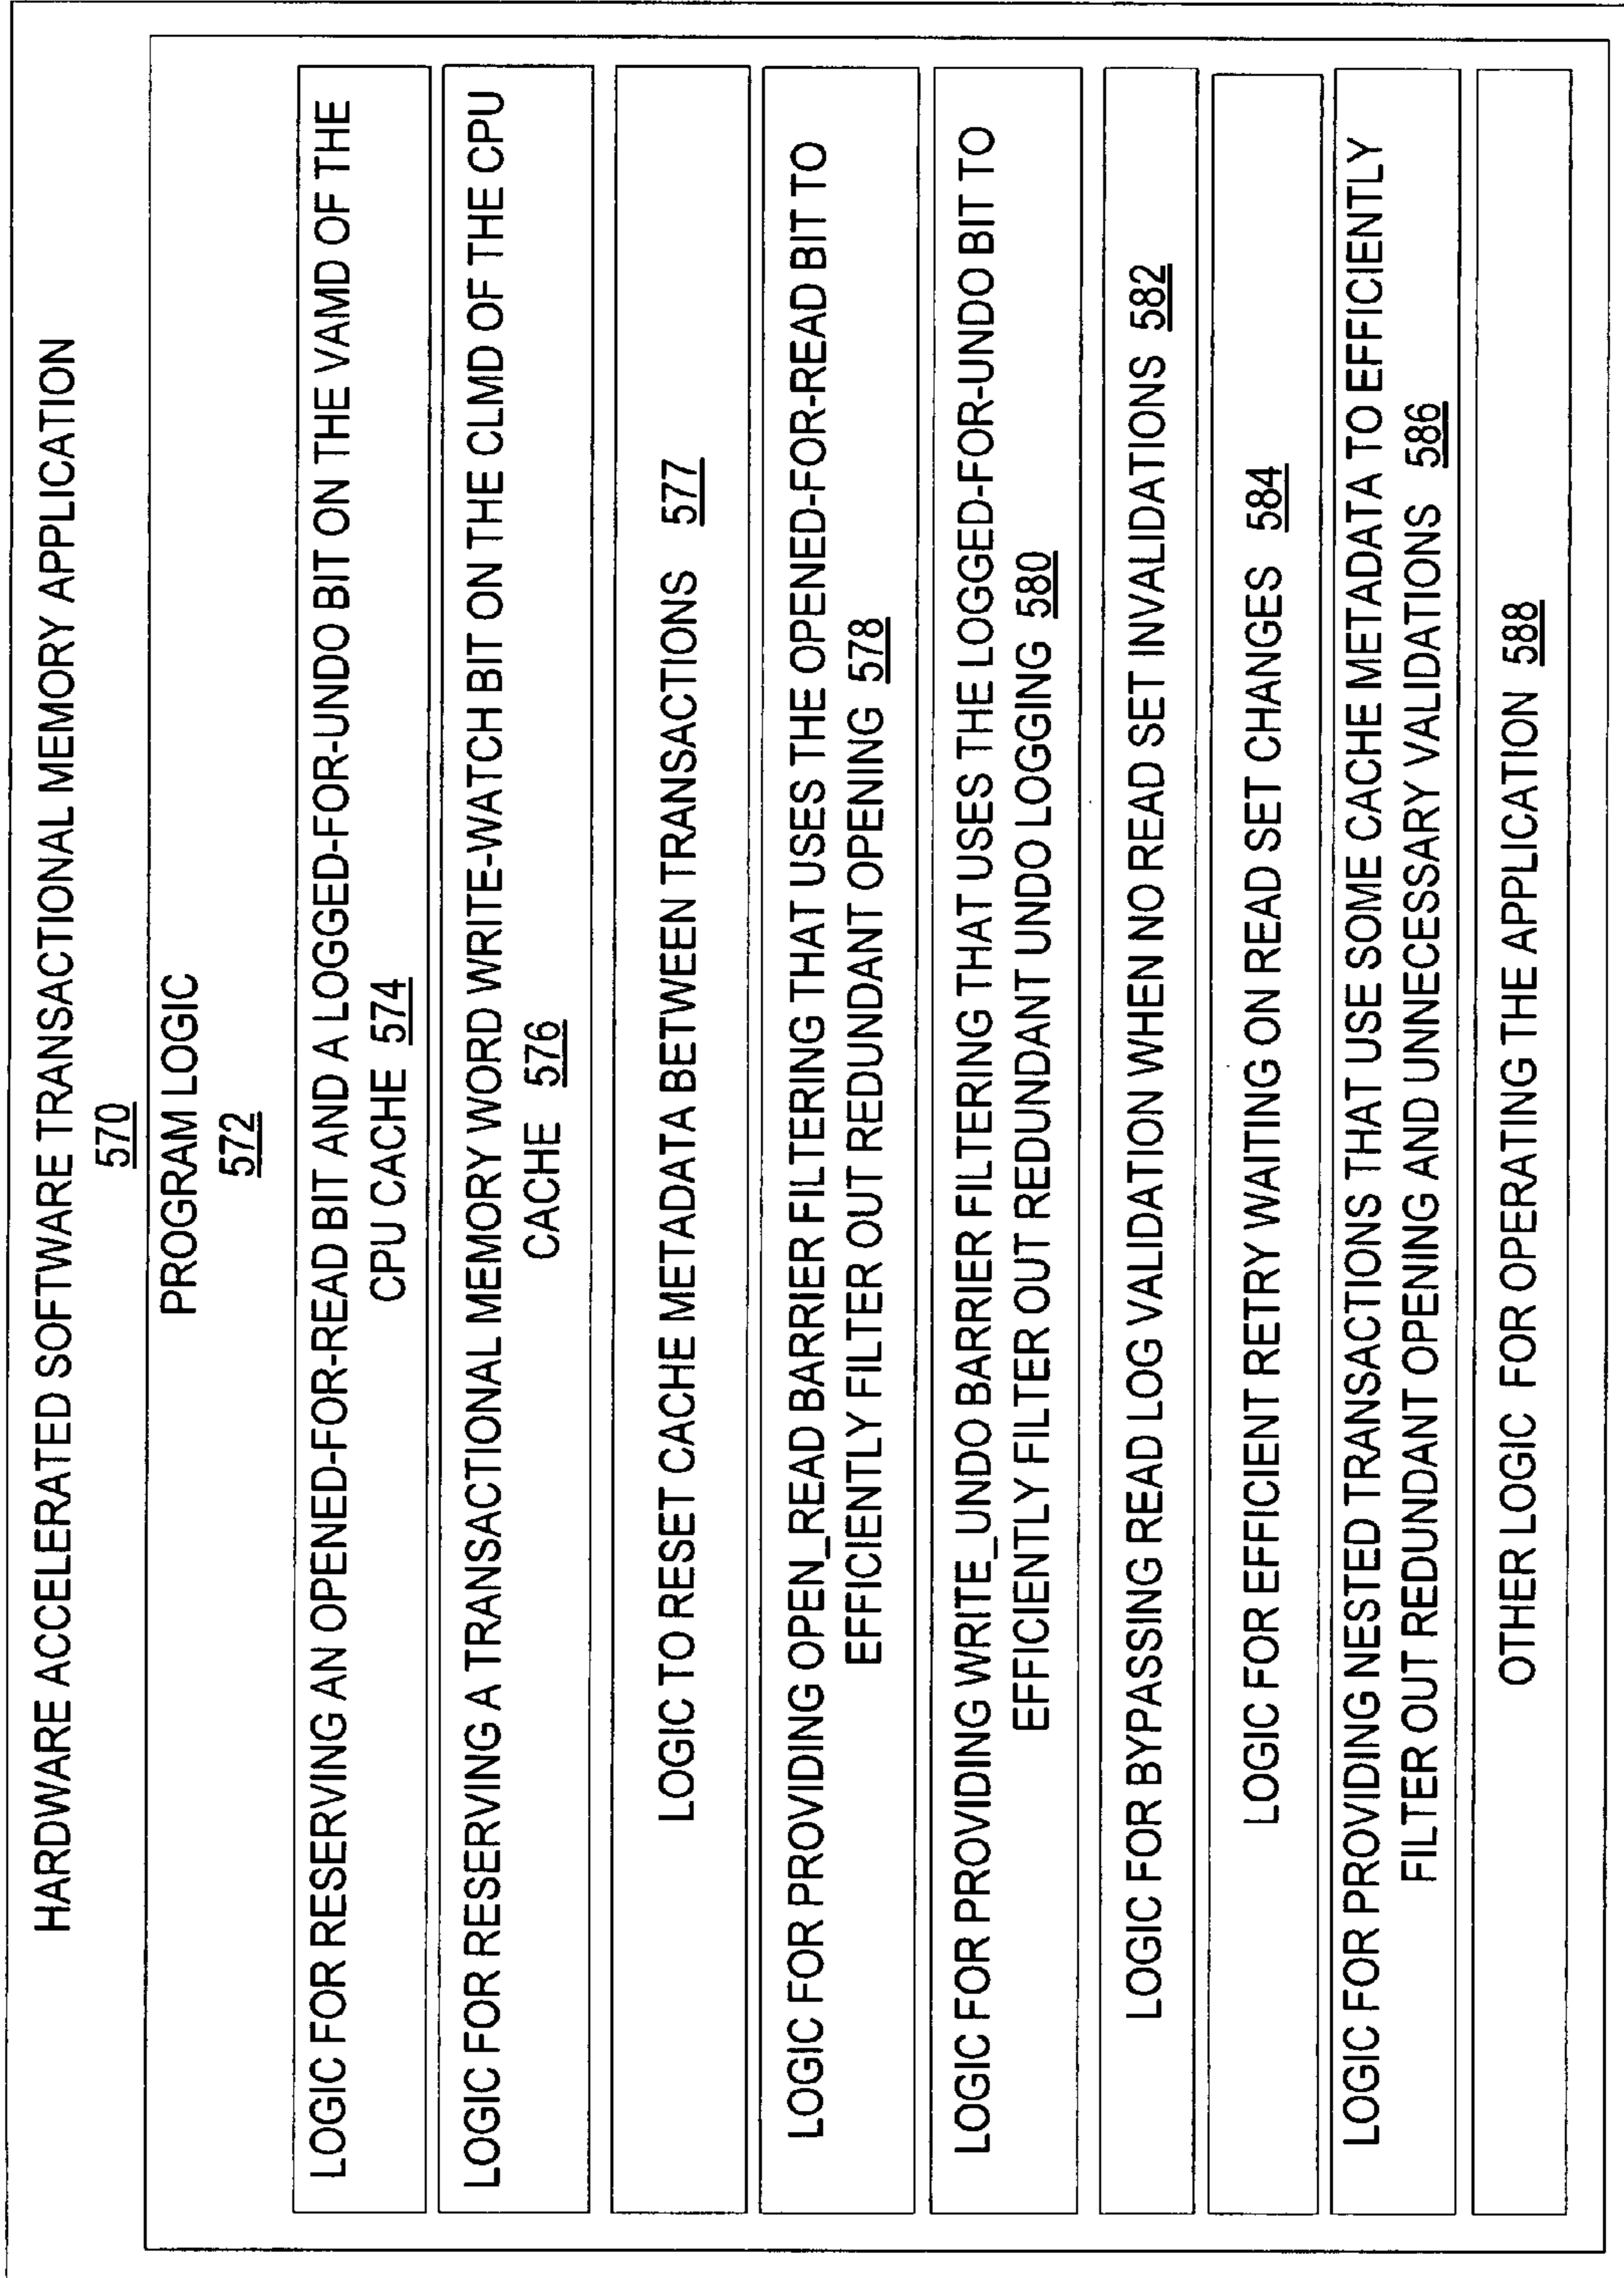 HARDWARE ACCELERATED SOFTWARE TRANSACTIONAL MEMORY APPLICATION
570
PROGRAM LOGIC
572
LOGIC FOR RESERVING AN OPENED-FOR-READ BIT AND A LOGGED-FOR-UNDO BIT ON THE VAMD OF THE
CPU CACHE 574
LOGIC FOR RESERVING A TRANSACTIONAL MEMORY WORD WRITE-WATCH BIT ON THE CLMD OF THE CPU
CACHE 576
LOGIC TO RESET CACHE METADATA BETWEEN TRANSACTIONS 577
LOGIC FOR PROVIDING OPEN_READ BARRIER FILTERING THAT USES THE OPENED-FOR-READ BIT TO
EFFICIENTLY FILTER OUT REDUNDANT OPENING 578
LOGIC FOR PROVIDING WRITE_UNDO BARRIER FILTERING THAT USES THE LOGGED-FOR-UNDO BIT TO
EFFICIENTLY FILTER OUT REDUNDANT UNDO LOGGING 580
LOGIC FOR BYPASSING READ LOG VALIDATION WHEN NO READ SET INVALIDATIONS 582
LOGIC FOR EFFICIENT RETRY WAITING ON READ SET CHANGES 584
LOGIC FOR PROVIDING NESTED TRANSACTIONS THAT USE SOME CACHE METADATA TO EFFICIENTLY
FILTER OUT REDUNDANT OPENING AND UNNECESSARY VALIDATIONS 586
OTHER LOGIC FOR OPERATING THE APPLICATION 588